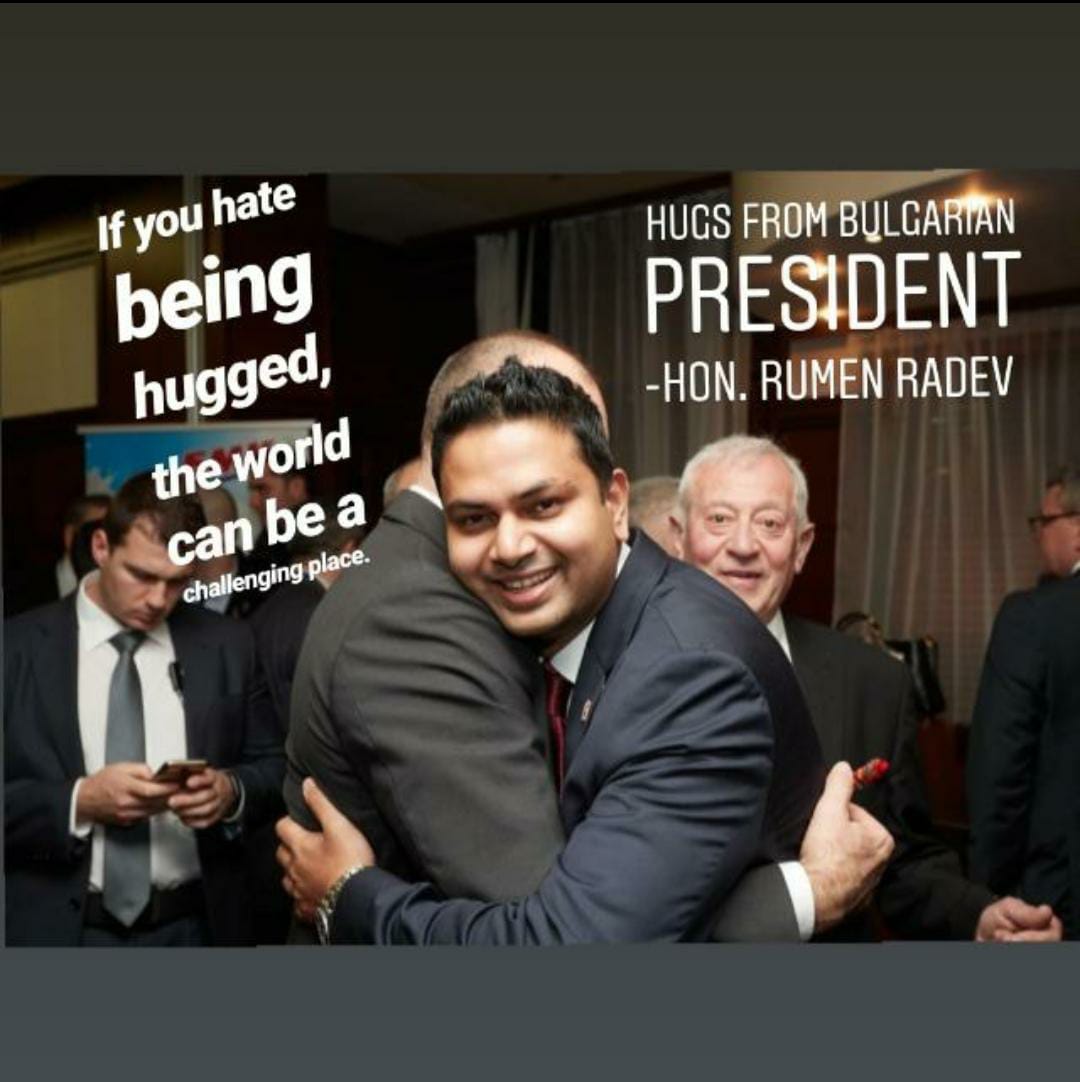 If you hate
being
hugged,
the world
can be a
challenging place.
HUGS FROM BULGARIAN
PRESIDENT
-HON. RUMEN RADEV